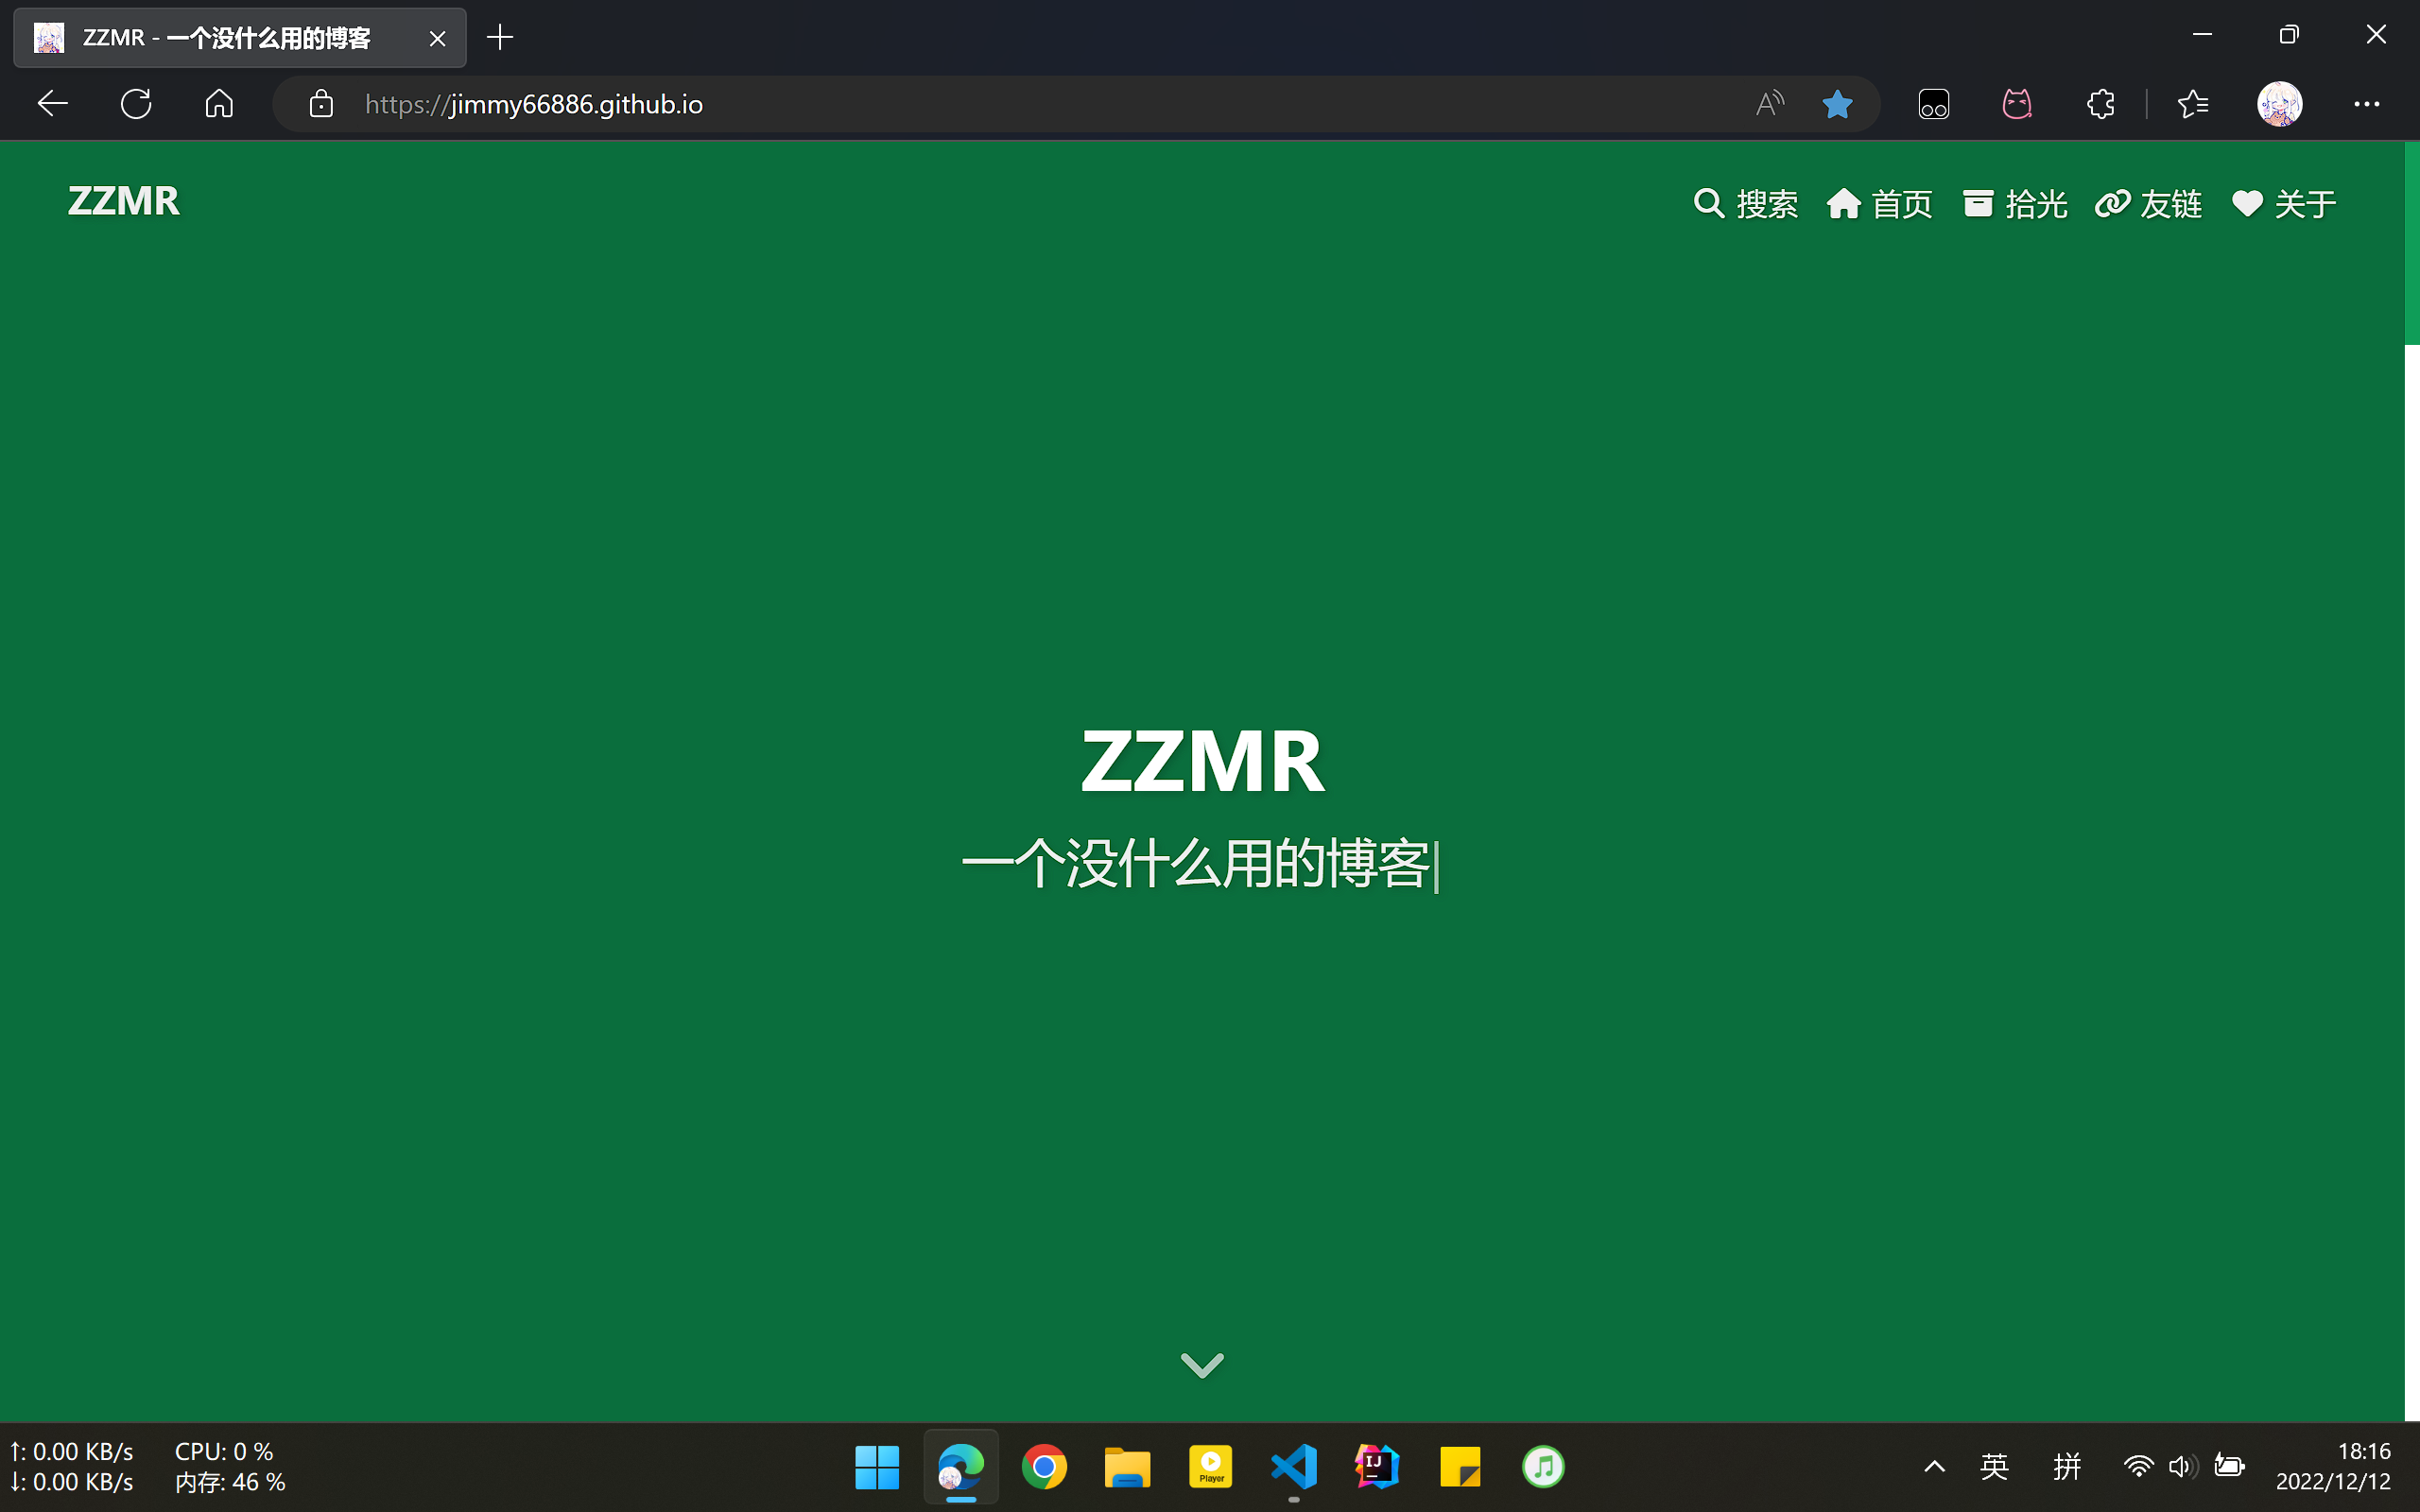 ZZMR - 一个没什么用的博客
https://jimmy66886.github.io
ZZMR
搜索 首页 拾光 友链 关于
ZZMR
一个没什么用的博客|
↑: 0.00 KB/s CPU: 0 %
↓: 0.00 KB/s 内存: 46 %
Player
IJ
英 拼
18:16
2022/12/12